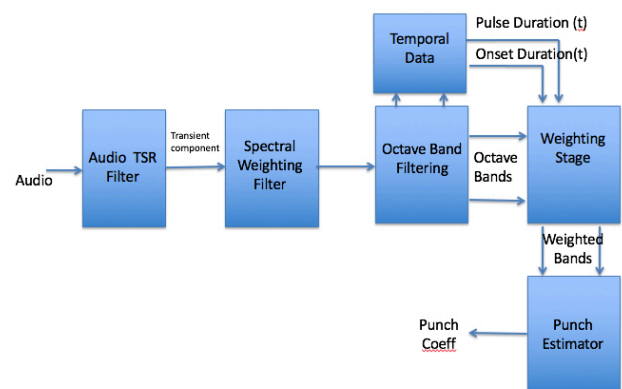 Pulse Duration (t)
Temporal
Data
Onset Duration(t)
Audio
Audio TSR
Filter
Transient
component
Spectral
Weighting
Filter
Octave Band
Filtering
Octave
Bands
Weighting
Stage
Weighted
Bands
Punch
Estimator
Punch
Coeff